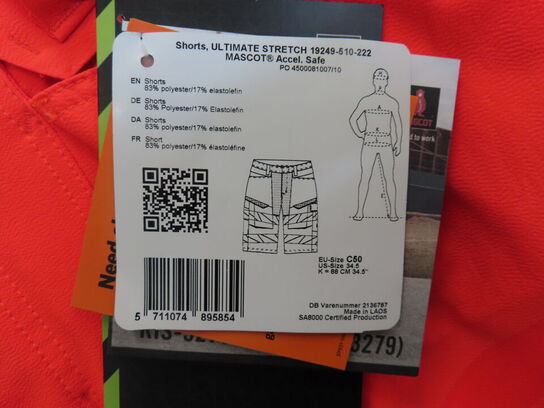 Shorts, ULTIMATE STRETCH 19249-510-222
MASCOT® Accel. Safe
PO 4500081007/10
EN Shorts
83% polyester/17% elastolefin
DE Shorts
83% Polyester/17% Elastolefin
DA Shorts
83% polyester/17% elastolefin
FR Short
83% polyester/17% élastoléfine
EU-Size C50
US-Size 34.5
K = 88 CM 34.5"
DB Varenummer 2136787
Made in LAOS
SA8000 Certified Production
5 711074 895854
Need
to work
3279)